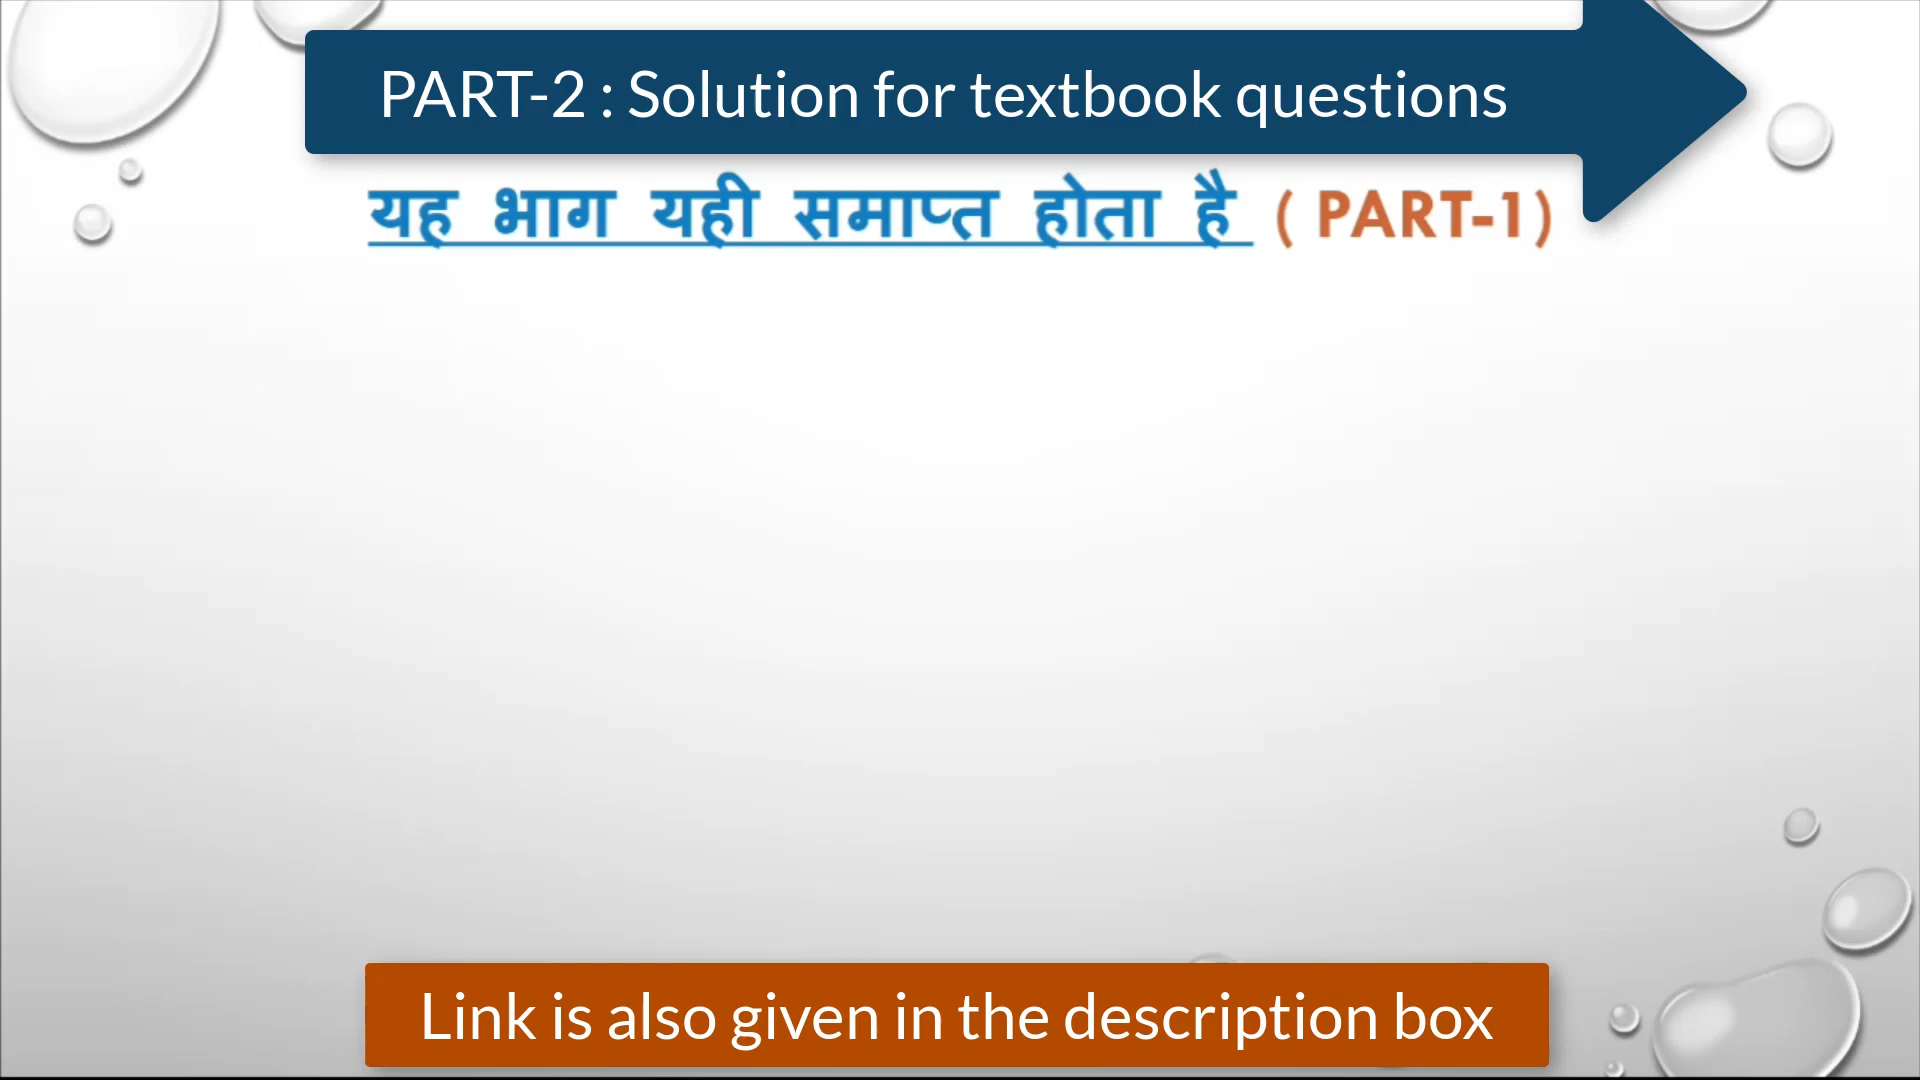 PART-2 : Solution for textbook questions
यह भाग यही समाप्त होता है ( PART-1)
Link is also given in the description box